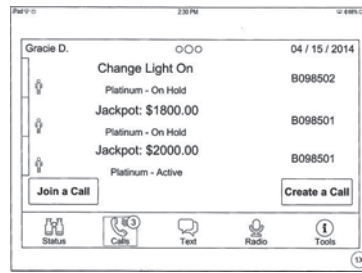 iPad
2:30 PM
Gracie D.
04 / 15 / 2014
Change Light On
Platinum - On Hold
B098502
Jackpot: $1800.00
Platinum - On Hold
B098501
Jackpot: $2000.00
Platinum - Active
B098501
Join a Call
Create a Call
3
Status
Calls
Text
Radio
Tools